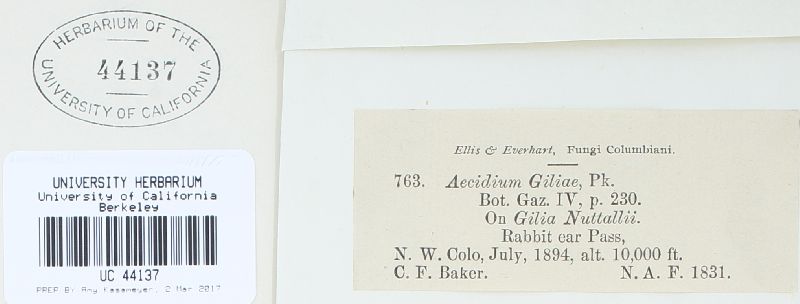 HERBARIUM OF THE
44137
UNIVERSITY OF CALIFORNIA
UNIVERSITY HERBARIUM
University of California
Berkeley
UC 44137
PREP. BY Amy Kasameyer, 2 Mar 2017
Ellis & Everhart, Fungi Columbiani.
763. Aecidium Giliae, Pk.
Bot. Gaz. IV, p. 230.
On Gilia Nuttallii.
Rabbit ear Pass,
N. W. Colo, July, 1894, alt. 10,000 ft.
C. F. Baker. N. A. F. 1831.